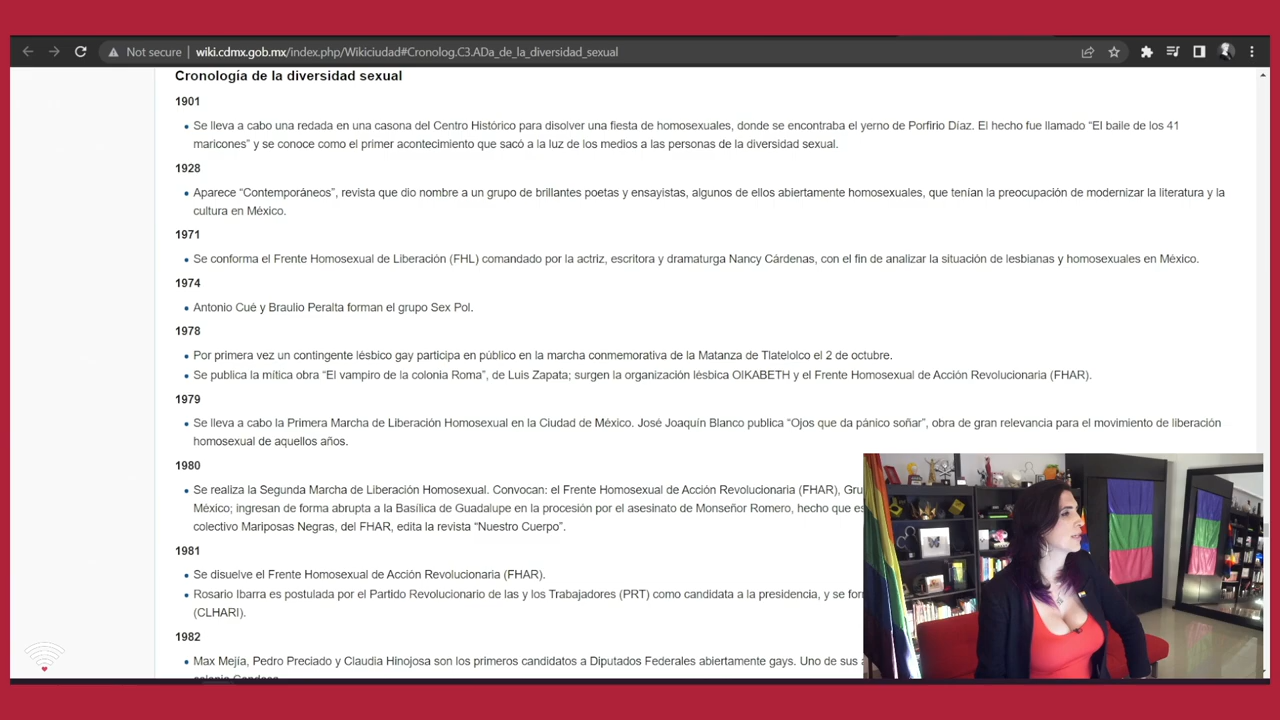 Not secure | wiki.cdmx.gob.mx/index.php/Wikiciudad#Cronolog.C3.ADa_de_la_diversidad_sexual
Cronología de la diversidad sexual
1901
Se lleva a cabo una redada en una casona del Centro Histórico para disolver una fiesta de homosexuales, donde se encontraba el yerno de Porfirio Díaz. El hecho fue llamado “El baile de los 41
maricones” y se conoce como el primer acontecimiento que sacó a la luz de los medios a las personas de la diversidad sexual.
1928
Aparece “Contemporáneos”, revista que dio nombre a un grupo de brillantes poetas y ensayistas, algunos de ellos abiertamente homosexuales, que tenían la preocupación de modernizar la literatura y la
cultura en México.
1971
Se conforma el Frente Homosexual de Liberación (FHL) comandado por la actriz, escritora y dramaturga Nancy Cárdenas, con el fin de analizar la situación de lesbianas y homosexuales en México.
1974
Antonio Cué y Braulio Peralta forman el grupo Sex Pol.
1978
Por primera vez un contingente lésbico gay participa en público en la marcha conmemorativa de la Matanza de Tlatelolco el 2 de octubre.
Se publica la mítica obra “El vampiro de la colonia Roma”, de Luis Zapata; surgen la organización lésbica OIKABETH y el Frente Homosexual de Acción Revolucionaria (FHAR).
1979
Se lleva a cabo la Primera Marcha de Liberación Homosexual en la Ciudad de México. José Joaquín Blanco publica “Ojos que da pánico soñar”, obra de gran relevancia para el movimiento de liberación
homosexual de aquellos años.
1980
Se realiza la Segunda Marcha de Liberación Homosexual. Convocan: el Frente Homosexual de Acción Revolucionaria (FHAR), Gru
México; ingresan de forma abrupta a la Basílica de Guadalupe en la procesión por el asesinato de Monseñor Romero, hecho que es
colectivo Mariposas Negras, del FHAR, edita la revista “Nuestro Cuerpo”.
1981
Se disuelve el Frente Homosexual de Acción Revolucionaria (FHAR).
Rosario Ibarra es postulada por el Partido Revolucionario de las y los Trabajadores (PRT) como candidata a la presidencia, y se for
(CLHARI).
1982
Max Mejía, Pedro Preciado y Claudia Hinojosa son los primeros candidatos a Diputados Federales abiertamente gays. Uno de sus a